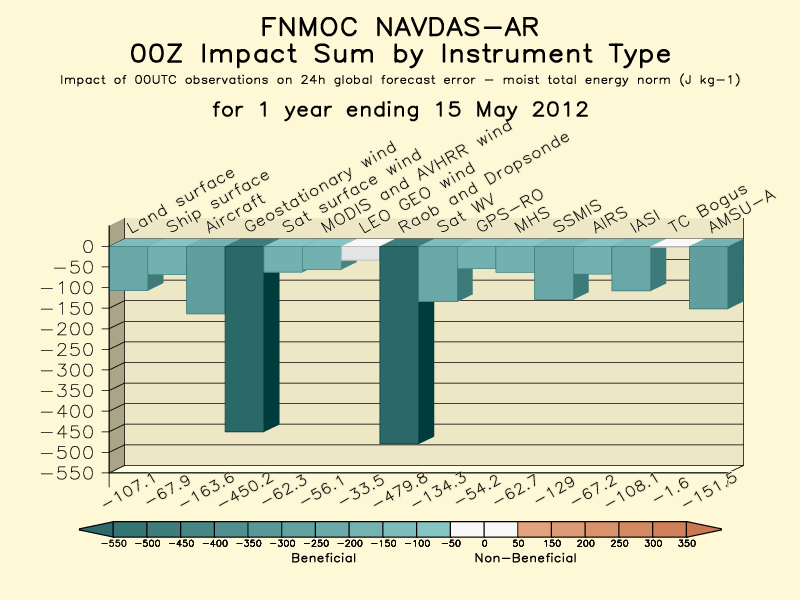 FNMOC NAVDAS-AR
00Z Impact Sum by Instrument Type
Impact of 00UTC observations on 24h global forecast error - moist total energy norm (J kg-1)
for 1 year ending 15 May 2012
Land surface
Ship surface
Aircraft
Geostationary wind
Sat surface wind
MODIS and AVHRR wind
LEO GEO wind
Raob and Dropsonde
Sat WV
GPS-RO
MHS
SSMIS
AIRS
IASI
TC Bogus
AMSU-A
0
-50
-100
-150
-200
-250
-300
-350
-400
-450
-500
-550
-107.1
-67.9
-163.6
-450.2
-62.3
-56.1
-33.5
-479.8
-134.3
-54.2
-62.7
-129
-67.2
-108.1
-1.6
-151.5
-550 -500 -450 -400 -350 -300 -250 -200 -150 -100 -50 0 50 150 200 250 300 350
Beneficial Non-Beneficial